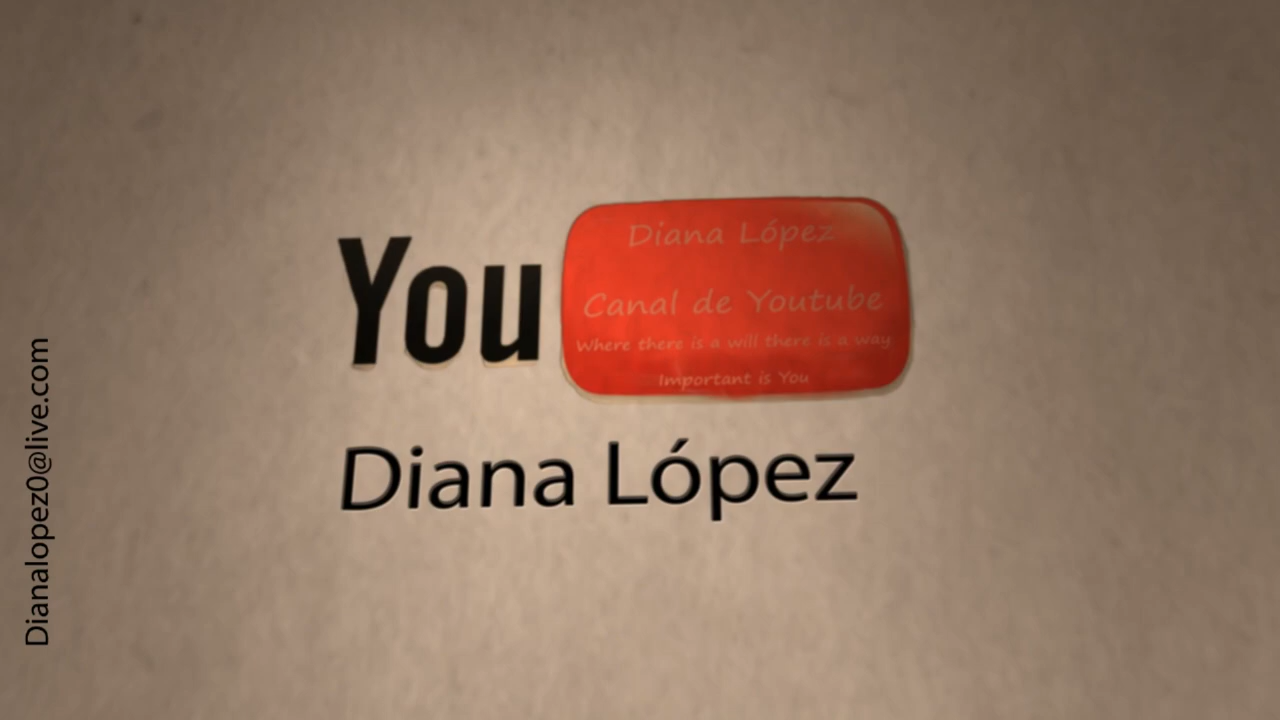 You
Diana López
Canal de Youtube
Where there is a will there is a way
Important is You
Diana López
Dianalopez0@live.com